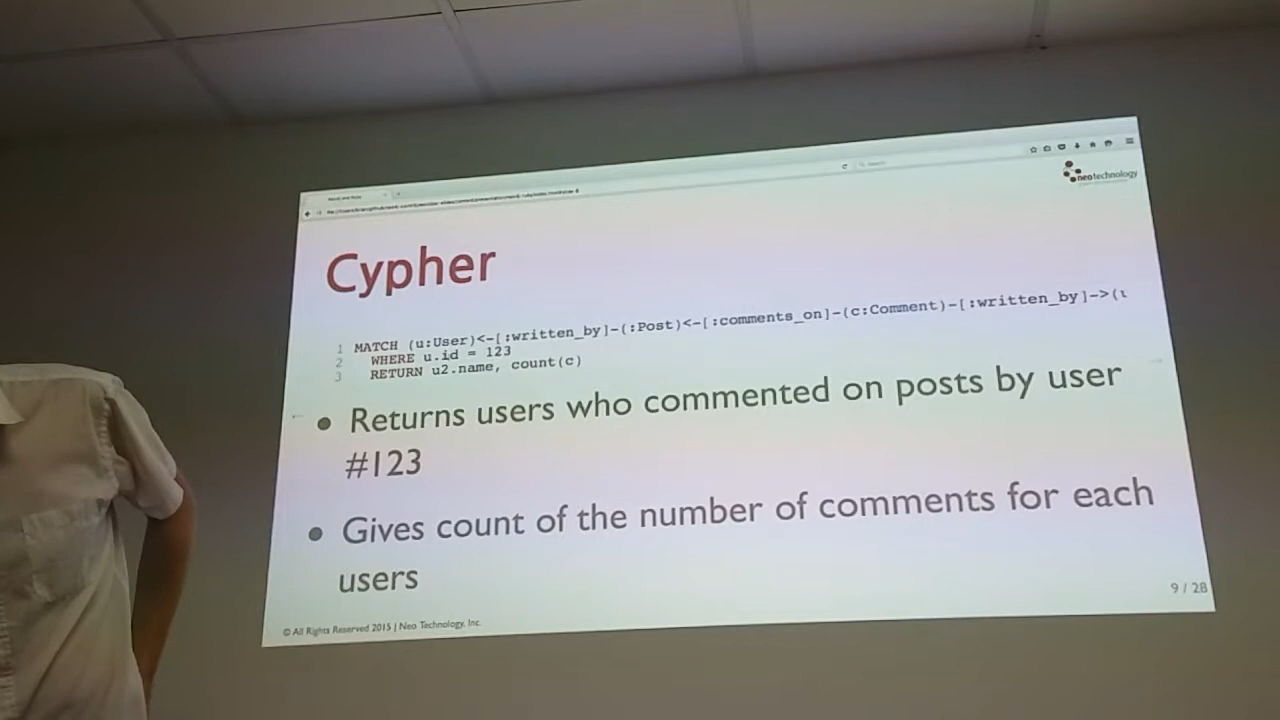 Search
neotechnology
Cypher
1 MATCH (u:User)<-[:written_by]-(:Post)<-[:comments_on]-(c:Comment)-[:written_by]->(
2 WHERE u.id = 123
3 RETURN u2.name, count(c)
• Returns users who commented on posts by user
#123
• Gives count of the number of comments for each
users
9 / 28
© All Rights Reserved 2015 | Neo Technology, Inc.